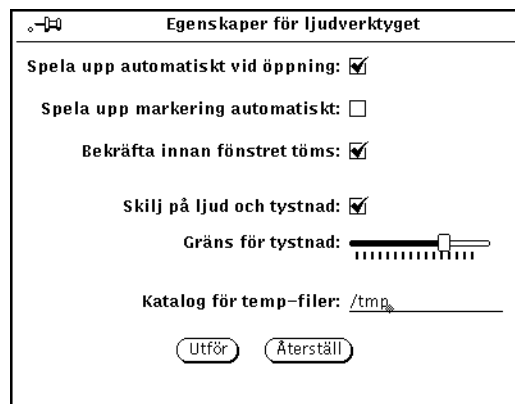 Egenskaper för ljudverktyget
Spela upp automatiskt vid öppning:
Spela upp markering automatiskt:
Bekräfta innan fönstret töms:
Skilj på ljud och tystnad:
Gräns för tystnad:
Katalog för temp-filer: /tmp
Utför Återställ